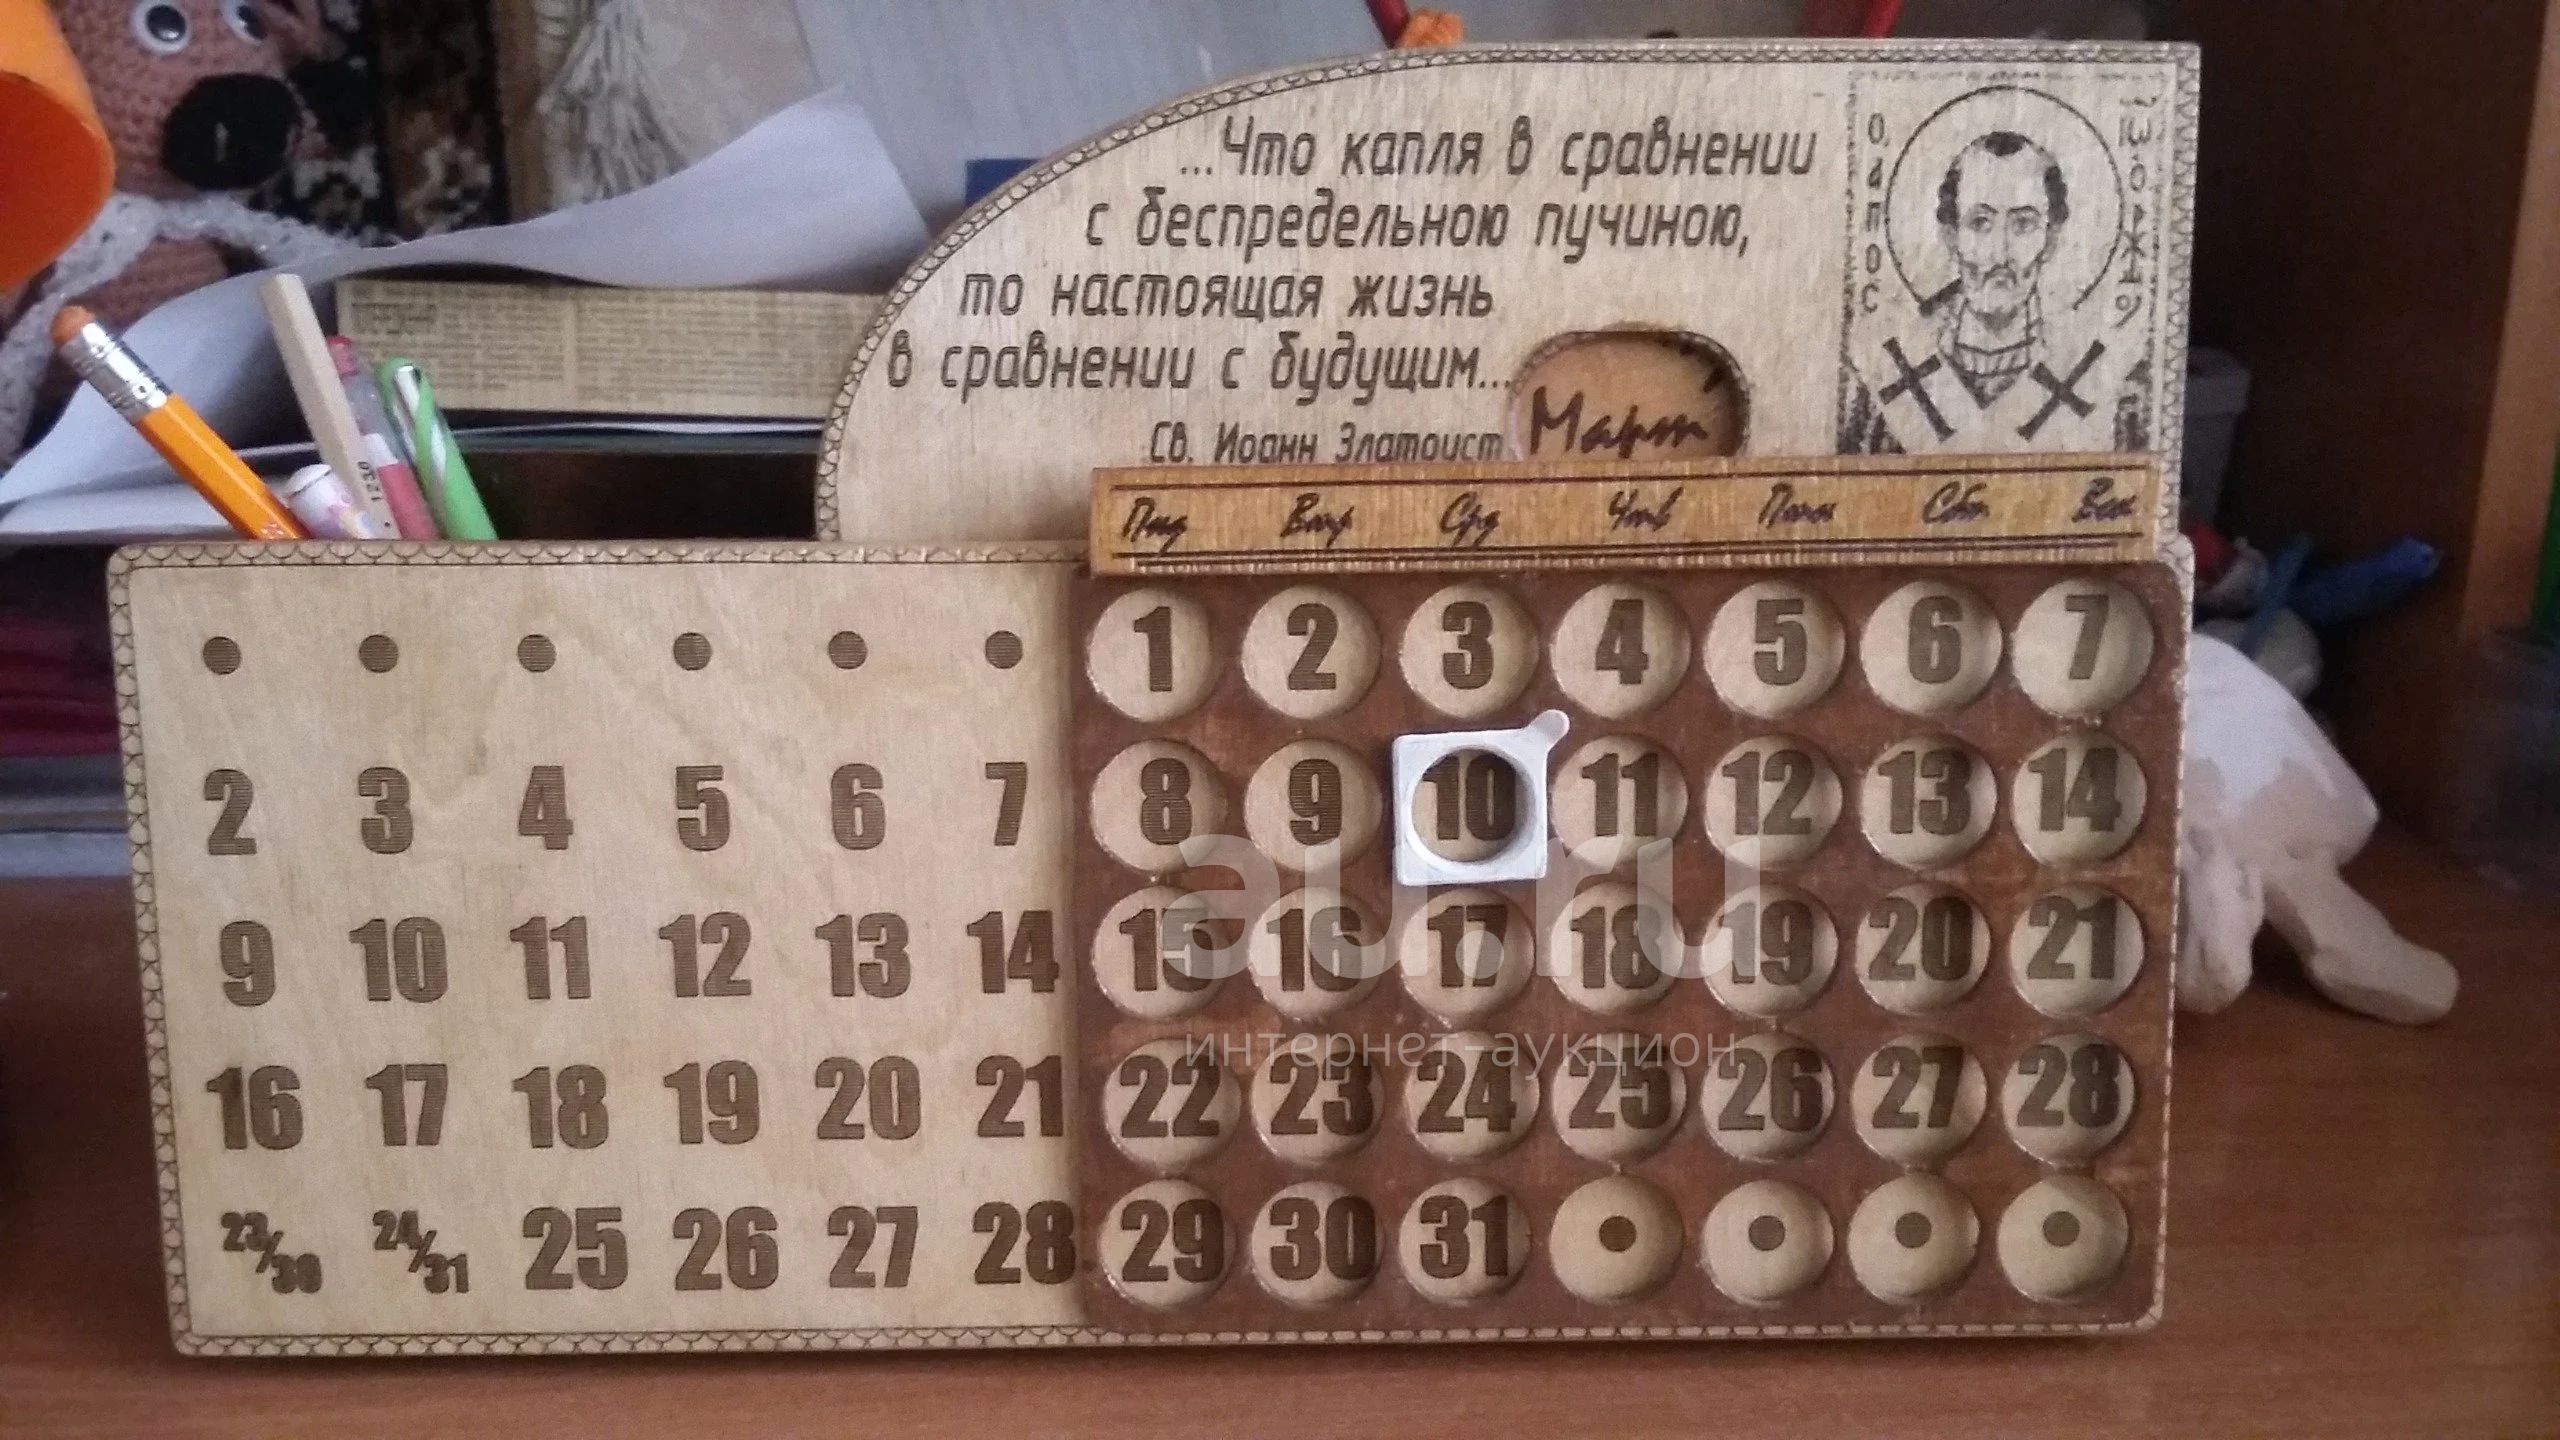 ...Что капля в сравнении
с беспредельною пучиною,
то настоящая жизнь
в сравнении с будущим...
Св. Иоанн Златоуст
Март
Пнд Втр Срд Чтв Птн Сбт Вск
1 2 3 4 5 6 7
2 3 4 5 6 7 8 9 10 11 12 13 14
9 10 11 12 13 14 15 16 17 18 19 20 21
16 17 18 19 20 21 22 23 24 25 26 27 28
23/30 24/31 25 26 27 28 29 30 31
1230
au.ru
интернет-аукцион